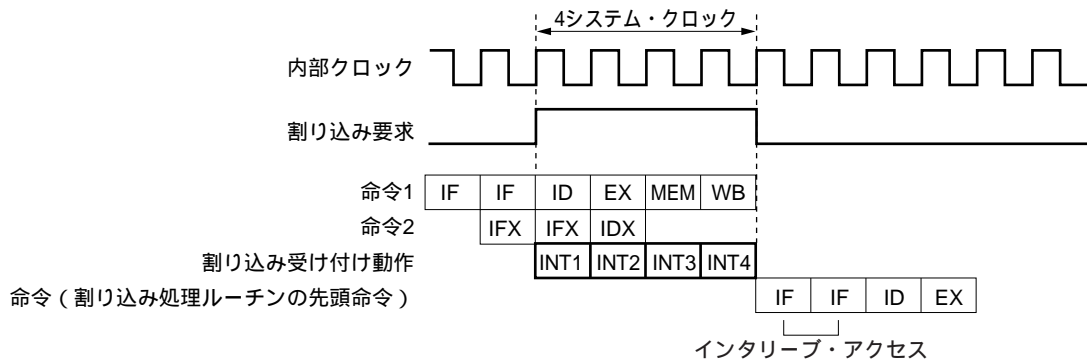 4システム・クロック
内部クロック
割り込み要求
命令1 IF IF ID EX MEM WB
命令2 IFX IFX IDX
割り込み受け付け動作 INT1 INT2 INT3 INT4
命令(割り込み処理ルーチンの先頭命令) IF IF ID EX
インタリーブ・アクセス